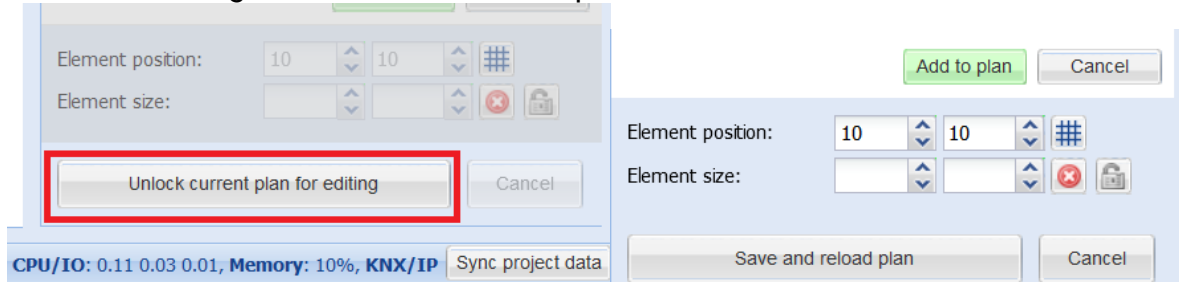 Element position: 10 10
Element size:
Unlock current plan for editing Cancel
CPU/IO: 0.11 0.03 0.01, Memory: 10%, KNX/IP Sync project data
Add to plan Cancel
Element position: 10 10
Element size:
Save and reload plan Cancel